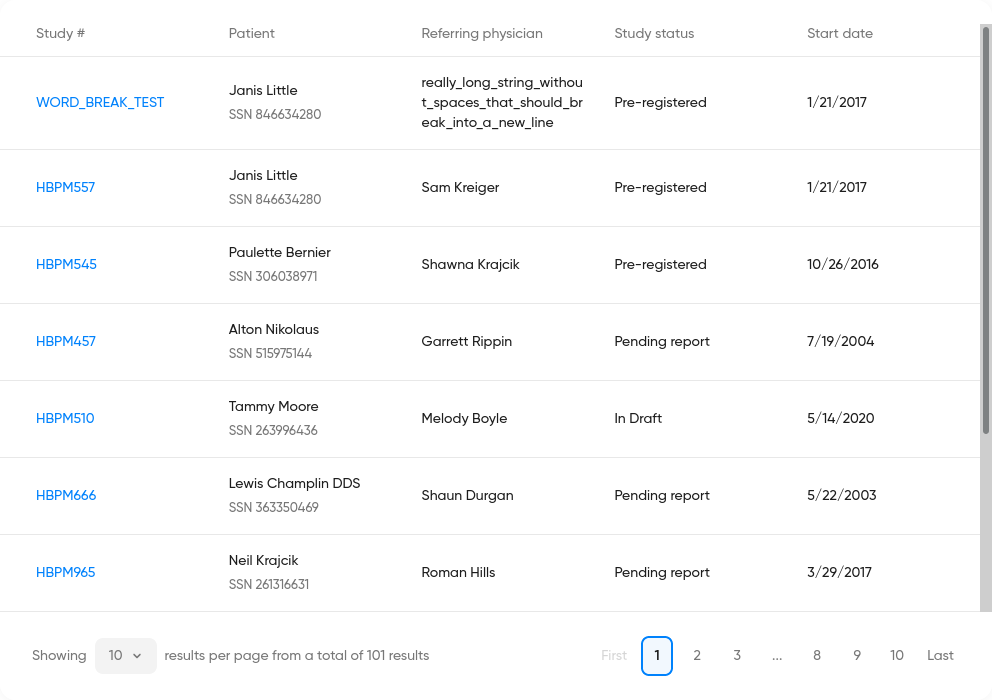 Study # Patient Referring physician Study status Start date
WORD_BREAK_TEST Janis Little SSN 846634280 really_long_string_withou
t_spaces_that_should_br
eak_into_a_new_line Pre-registered 1/21/2017
HBPM557 Janis Little SSN 846634280 Sam Kreiger Pre-registered 1/21/2017
HBPM545 Paulette Bernier SSN 306038971 Shawna Krajcik Pre-registered 10/26/2016
HBPM457 Alton Nikolaus SSN 515975144 Garrett Rippin Pending report 7/19/2004
HBPM510 Tammy Moore SSN 263996436 Melody Boyle In Draft 5/14/2020
HBPM666 Lewis Champlin DDS SSN 363350469 Shaun Durgan Pending report 5/22/2003
HBPM965 Neil Krajcik SSN 261316631 Roman Hills Pending report 3/29/2017
Showing 10 results per page from a total of 101 results First 1 2 3 ... 8 9 10 Last